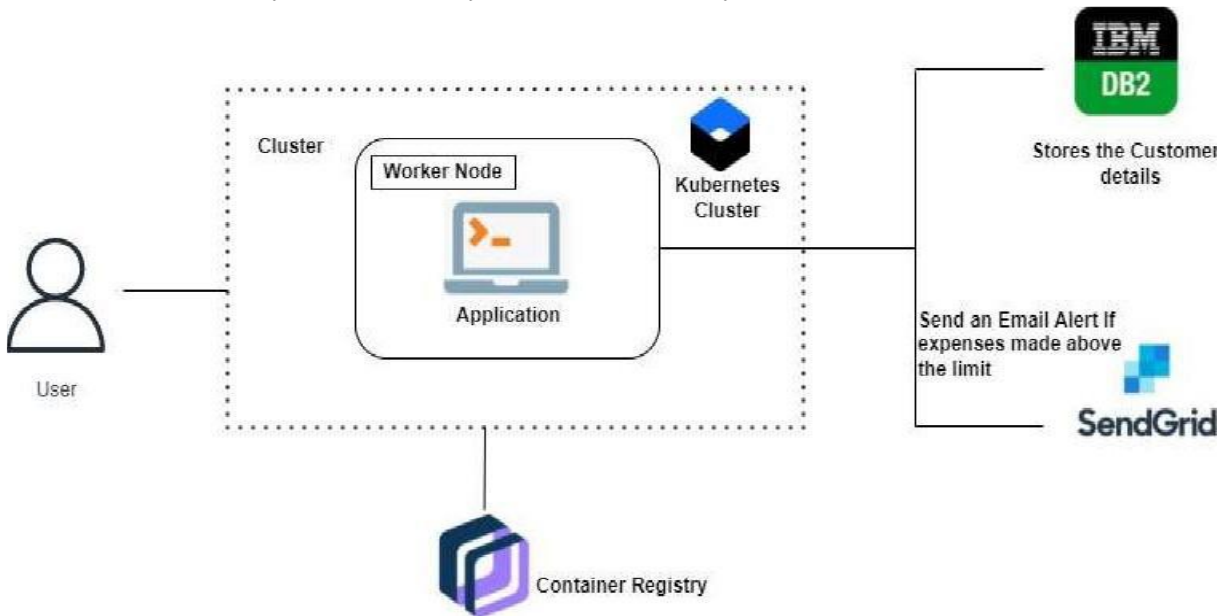 IBM
DB2
Stores the Customer
details
Cluster
Worker Node
Kubernetes
Cluster
Application
User
Send an Email Alert If
expenses made above
the limit
SendGrid
Container Registry